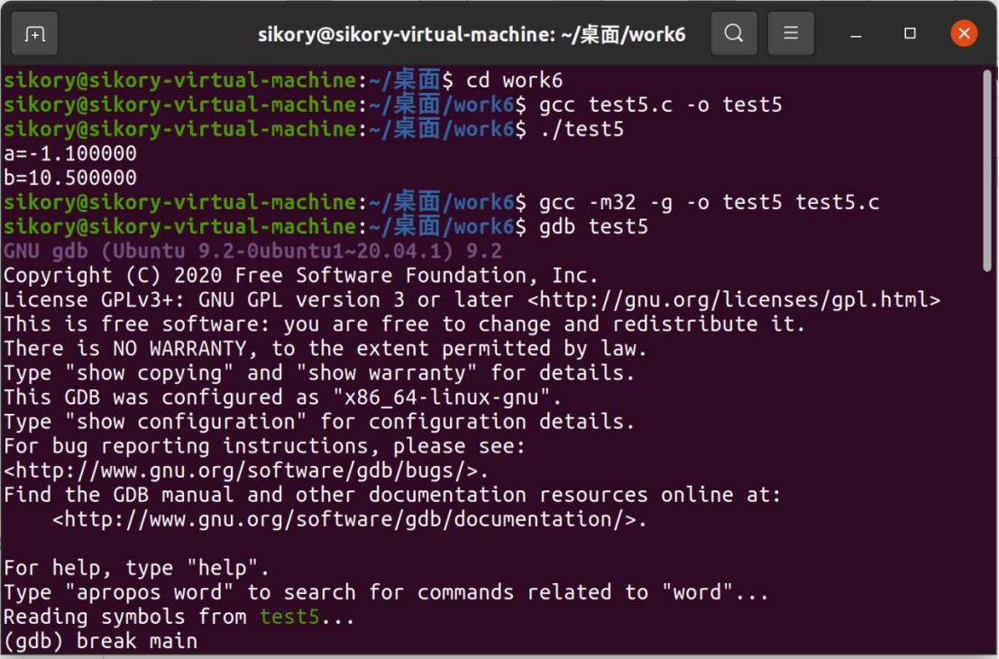 sikory@sikory-virtual-machine: ~/桌面/work6
sikory@sikory-virtual-machine:~/桌面$ cd work6
sikory@sikory-virtual-machine:~/桌面/work6$ gcc test5.c -o test5
sikory@sikory-virtual-machine:~/桌面/work6$ ./test5
a=-1.100000
b=10.500000
sikory@sikory-virtual-machine:~/桌面/work6$ gcc -m32 -g -o test5 test5.c
sikory@sikory-virtual-machine:~/桌面/work6$ gdb test5
GNU gdb (Ubuntu 9.2-0ubuntu1~20.04.1) 9.2
Copyright (C) 2020 Free Software Foundation, Inc.
License GPLv3+: GNU GPL version 3 or later <http://gnu.org/licenses/gpl.html>
This is free software: you are free to change and redistribute it.
There is NO WARRANTY, to the extent permitted by law.
Type "show copying" and "show warranty" for details.
This GDB was configured as "x86_64-linux-gnu".
Type "show configuration" for configuration details.
For bug reporting instructions, please see:
<http://www.gnu.org/software/gdb/bugs/>.
Find the GDB manual and other documentation resources online at:
    <http://www.gnu.org/software/gdb/documentation/>.
For help, type "help".
Type "apropos word" to search for commands related to "word"...
Reading symbols from test5...
(gdb) break main